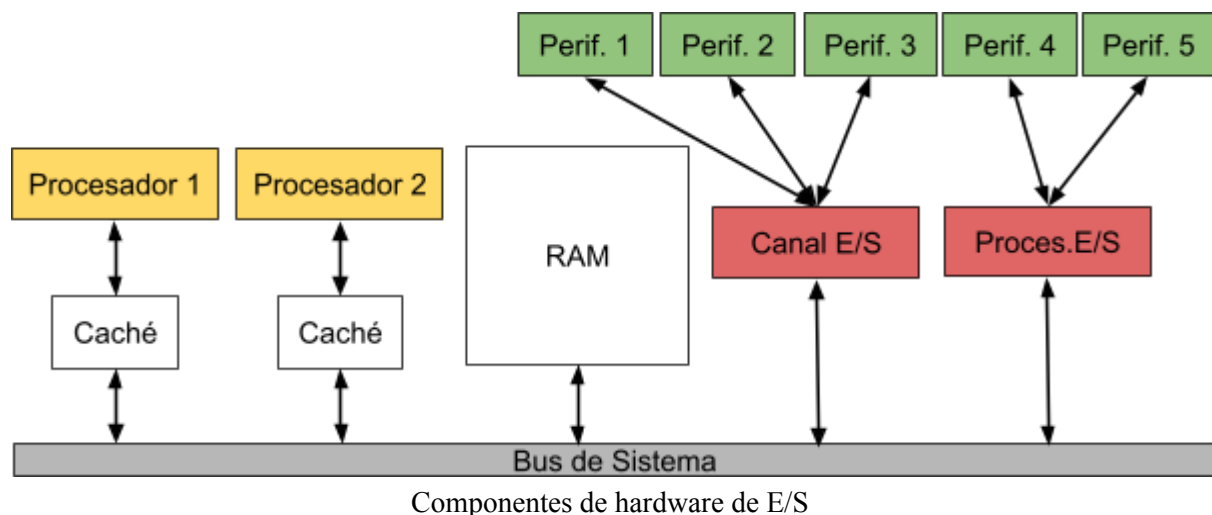 Perif. 1
Perif. 2
Perif. 3
Perif. 4
Perif. 5
Procesador 1
Procesador 2
RAM
Canal E/S
Proces.E/S
Caché
Caché
Bus de Sistema
Componentes de hardware de E/S